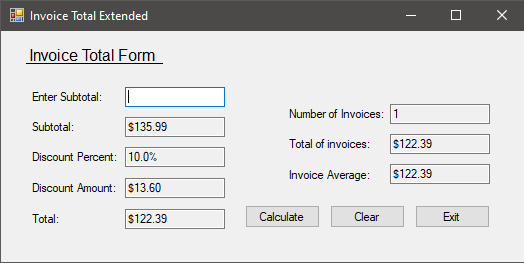 Invoice Total Extended
Invoice Total Form
Enter Subtotal:
Subtotal: $135.99
Discount Percent: 10.0%
Discount Amount: $13.60
Total: $122.39
Number of Invoices: 1
Total of invoices: $122.39
Invoice Average: $122.39
Calculate Clear Exit